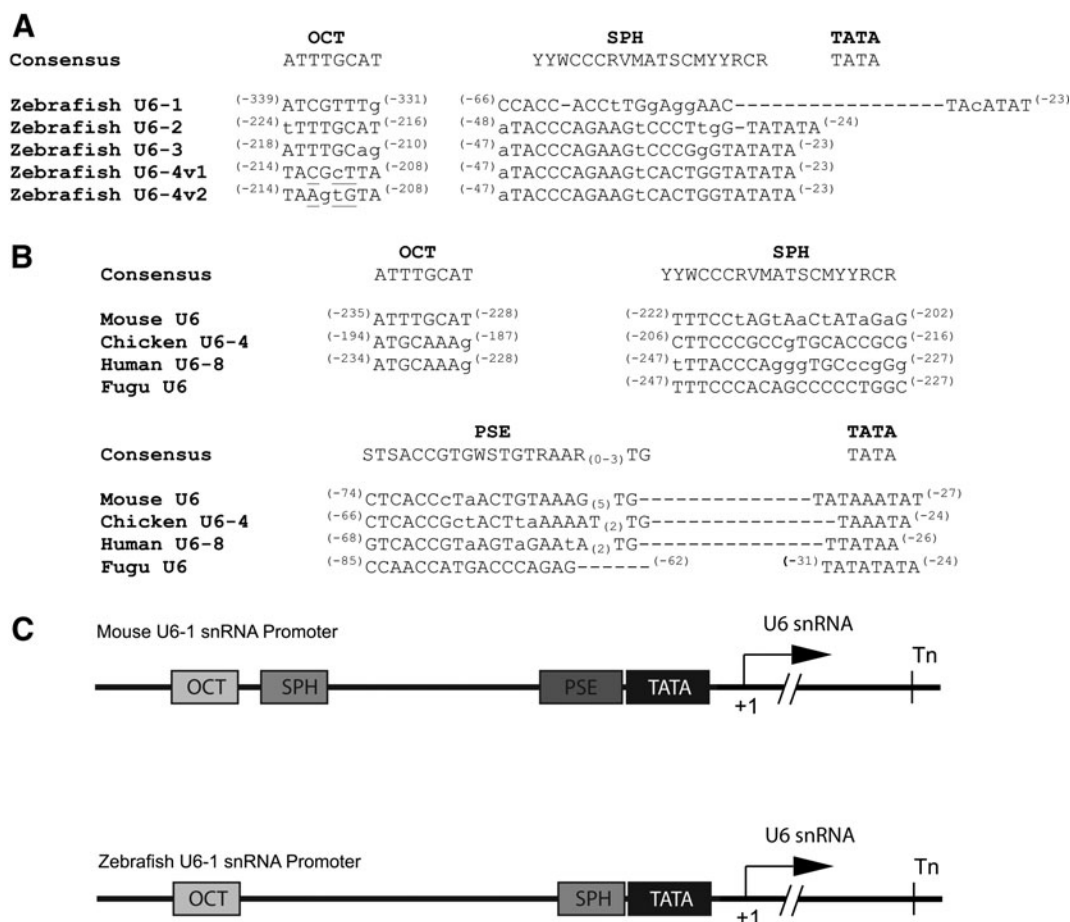 A
OCT SPH TATA
Consensus ATTTGCAT YYWCCCRVMATSCMYYRCR TATA
Zebrafish U6-1 (-339)ATCGTTTg(-331) (-66)CCACC-ACCtTGgAggAAC-----------------TAcATAT(-23)
Zebrafish U6-2 (-224)tTTTGCAT(-216) (-48)aTACCCAGAAGtCCCTtgG-TATATA(-24)
Zebrafish U6-3 (-218)ATTTGCag(-210) (-47)aTACCCAGAAGtCCCGgGTATATA(-23)
Zebrafish U6-4v1 (-214)TACGcTTA(-208) (-47)aTACCCAGAAGtCACTGGTATATA(-23)
Zebrafish U6-4v2 (-214)TAAgtGTA(-208) (-47)aTACCCAGAAGtCACTGGTATATA(-23)
B
OCT SPH
Consensus ATTTGCAT YYWCCCRVMATSCMYYRCR
Mouse U6 (-235)ATTTGCAT(-228) (-222)TTTCCtAGtAaCtATaGaG(-202)
Chicken U6-4 (-194)ATGCAAAg(-187) (-206)CTTCCCGCCgTGCACCGCG(-216)
Human U6-8 (-234)ATGCAAAg(-228) (-247)tTTACCCAgggTGCccgGg(-227)
Fugu U6 (-247)TTTCCCACAGCCCCCTGGC(-227)
PSE TATA
Consensus STSACCGTGWSTGTRAAR(0-3)TG TATA
Mouse U6 (-74)CTCACCcTaACTGTAAAG(5)TG---------------TATAAATAT(-27)
Chicken U6-4 (-66)CTCACCGctACTtaAAAAT(2)TG-----------------TAAATA(-24)
Human U6-8 (-68)GTCACCGTaAGTaGAAtA(2)TG----------------TTATAA(-26)
Fugu U6 (-85)CCAACCATGACCCAGAG------(-62) (-31)TATATATA(-24)
C
Mouse U6-1 snRNA Promoter
U6 snRNA
Tn
OCT SPH PSE TATA
+1
Zebrafish U6-1 snRNA Promoter
U6 snRNA
Tn
OCT SPH TATA
+1